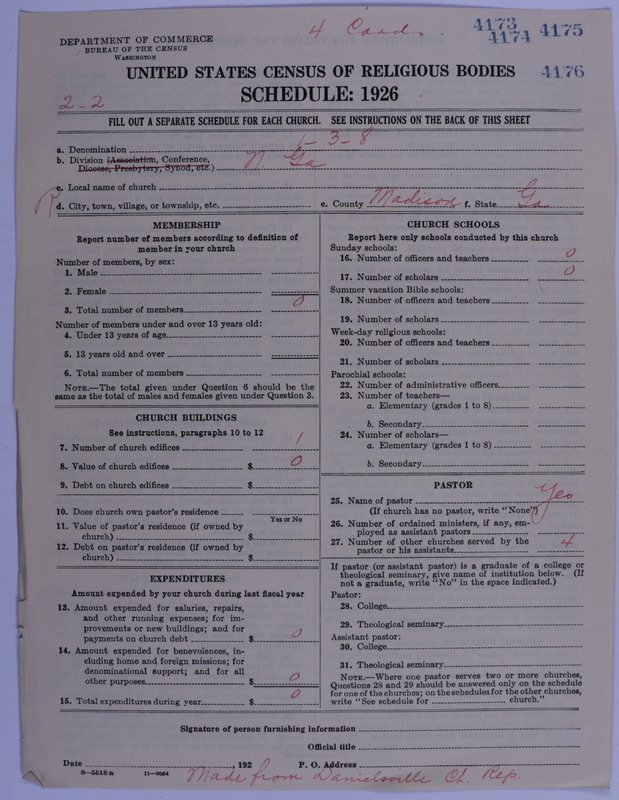 4 Cards
4173
4174
4175
4176
DEPARTMENT OF COMMERCE
BUREAU OF THE CENSUS
WASHINGTON
UNITED STATES CENSUS OF RELIGIOUS BODIES
SCHEDULE: 1926
2-2
FILL OUT A SEPARATE SCHEDULE FOR EACH CHURCH. SEE INSTRUCTIONS ON THE BACK OF THIS SHEET
a. Denomination 1-3-8
b. Division (Association, Conference, N. Ga
Diocese, Presbytery, Synod, etc.)
c. Local name of church
R
d. City, town, village, or township, etc. e. County Madison f. State Ga
MEMBERSHIP
Report number of members according to definition of
member in your church
Number of members, by sex:
1. Male
2. Female
3. Total number of members 0
Number of members under and over 13 years old:
4. Under 13 years of age
5. 13 years old and over
6. Total number of members
NOTE.—The total given under Question 6 should be the
same as the total of males and females given under Question 3.
CHURCH BUILDINGS
See instructions, paragraphs 10 to 12
7. Number of church edifices 1
8. Value of church edifices $ 0
9. Debt on church edifices $
10. Does church own pastor's residence
Yes or No
11. Value of pastor's residence (if owned by
church) $
12. Debt on pastor's residence (if owned by
church) $
EXPENDITURES
Amount expended by your church during last fiscal year
13. Amount expended for salaries, repairs,
and other running expenses; for im-
provements or new buildings; and for
payments on church debt $ 0
14. Amount expended for benevolences, in-
cluding home and foreign missions; for
denominational support; and for all
other purposes $ 0
15. Total expenditures during year $ 0
CHURCH SCHOOLS
Report here only schools conducted by this church
Sunday schools:
16. Number of officers and teachers 0
17. Number of scholars 0
Summer vacation Bible schools:
18. Number of officers and teachers
19. Number of scholars
Week-day religious schools:
20. Number of officers and teachers
21. Number of scholars
Parochial schools:
22. Number of administrative officers
23. Number of teachers—
a. Elementary (grades 1 to 8)
b. Secondary
24. Number of scholars—
a. Elementary (grades 1 to 8)
b. Secondary
PASTOR
25. Name of pastor Yes
(If church has no pastor, write "None")
26. Number of ordained ministers, if any, em-
ployed as assistant pastors
27. Number of other churches served by the
pastor or his assistants 4
If pastor (or assistant pastor) is a graduate of a college or
theological seminary, give name of institution below. (If
not a graduate, write "No" in the space indicated.)
Pastor:
28. College
29. Theological seminary
Assistant pastor:
30. College
31. Theological seminary
NOTE.—Where one pastor serves two or more churches,
Questions 28 and 29 should be answered only on the schedule
for one of the churches; on the schedules for the other churches,
write "See schedule for church."
Signature of person furnishing information
Official title
Date , 192 P. O. Address
8—5518 a 11—9064
Made from Danielsville Ch. Rep.